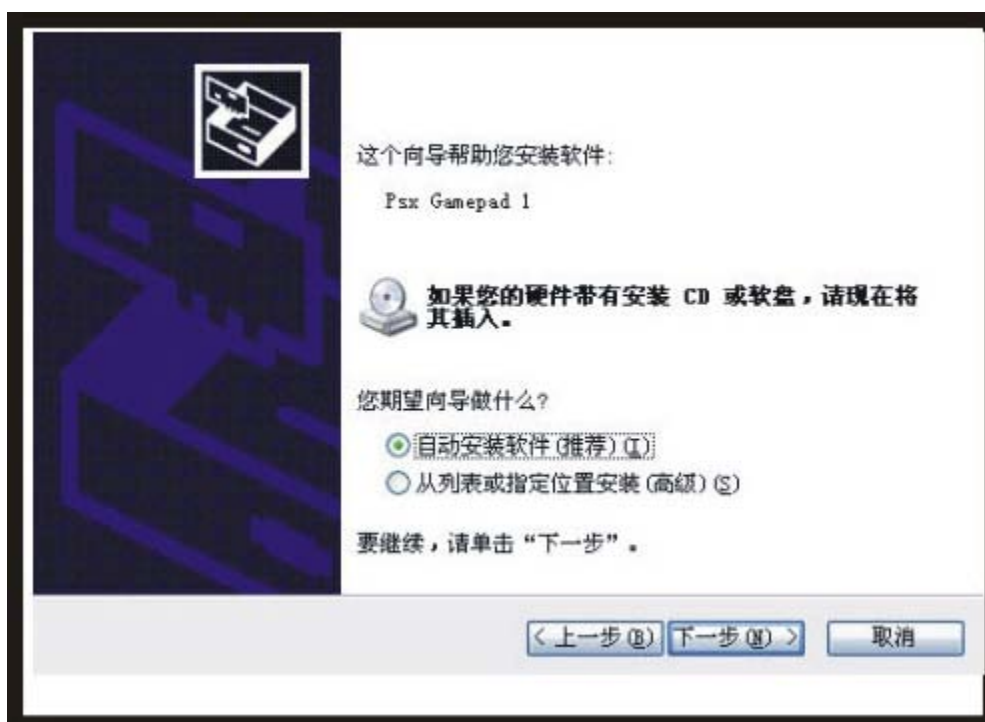 这个向导帮助您安装软件:
Psx Gamepad 1
如果您的硬件带有安装 CD 或软盘,请现在将
其插入。
您期望向导做什么?
自动安装软件(推荐)(I)
从列表或指定位置安装(高级)(S)
要继续,请单击“下一步”。
< 上一步(B) 下一步(N) > 取消